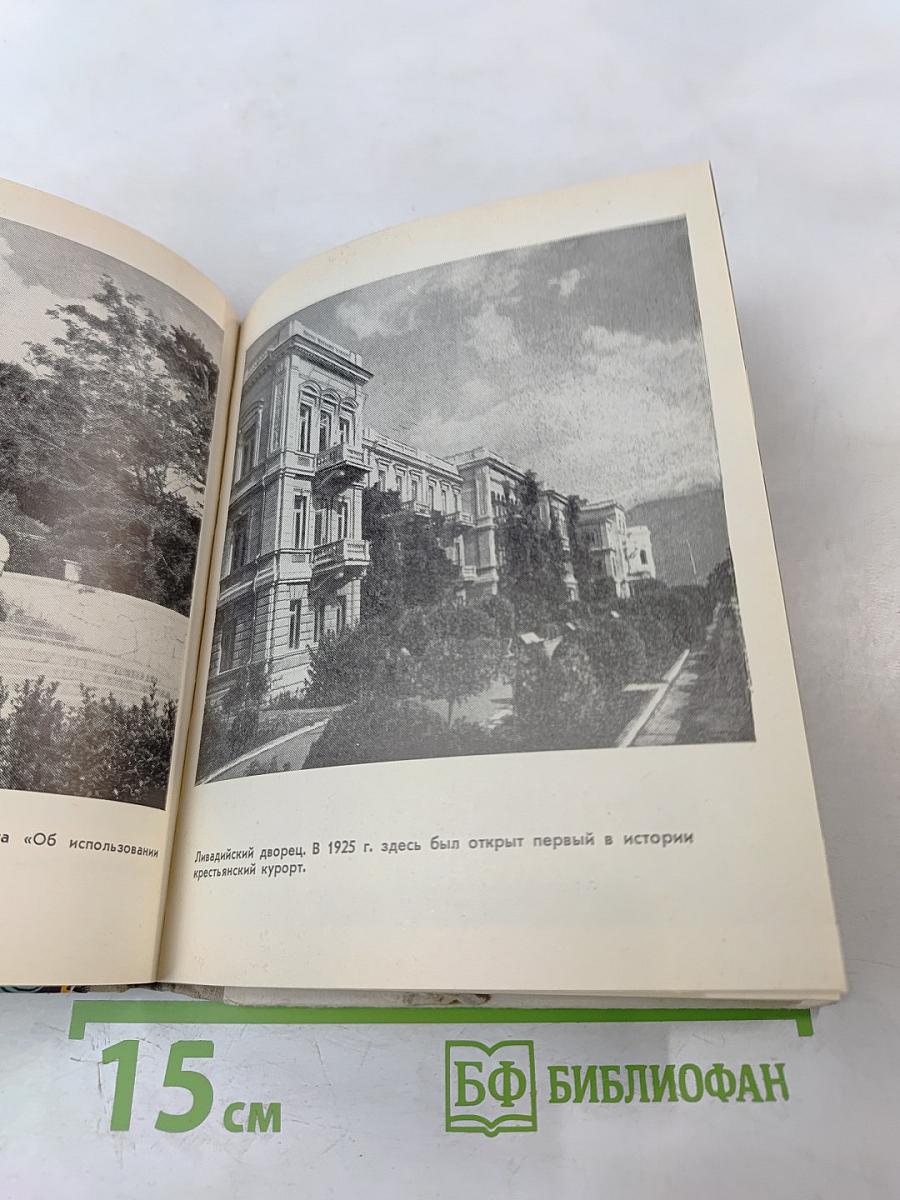 «Об использовании
Ливадийский дворец. В 1925 г. здесь был открыт первый в истории
крестьянский курорт.
15 см
БФ БИБЛИОФАН